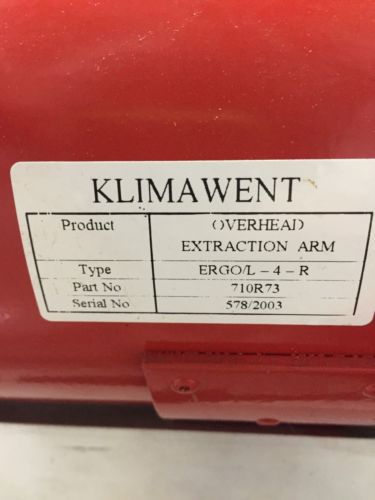 KLIMAWENT
Product OVERHEAD
EXTRACTION ARM
Type ERGO/L - 4 - R
Part No 710R73
Serial No 578/2003